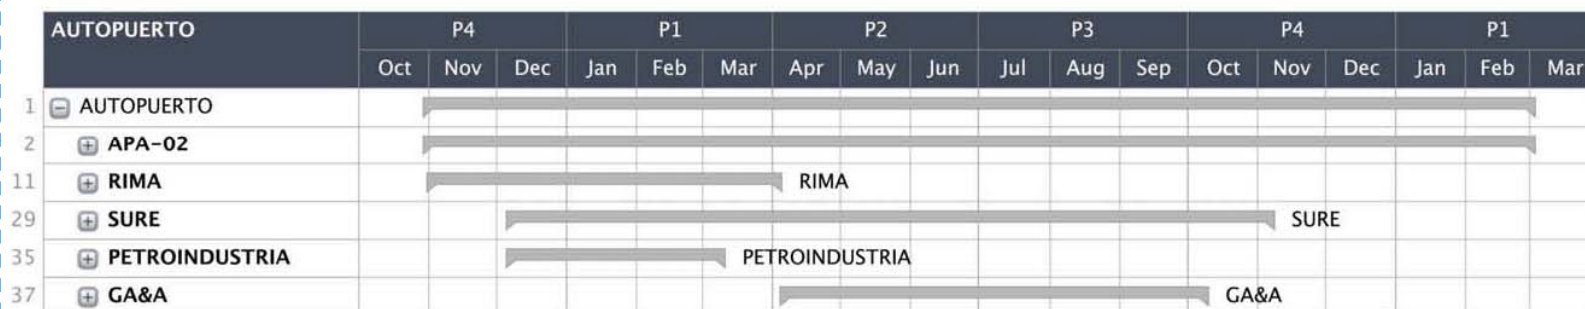 AUTOPUERTO P4 P1 P2 P3 P4 P1
Oct Nov Dec Jan Feb Mar Apr May Jun Jul Aug Sep Oct Nov Dec Jan Feb Mar
1 AUTOPUERTO
2 APA-02
11 RIMA RIMA
29 SURE SURE
35 PETROINDUSTRIA PETROINDUSTRIA
37 GA&A GA&A